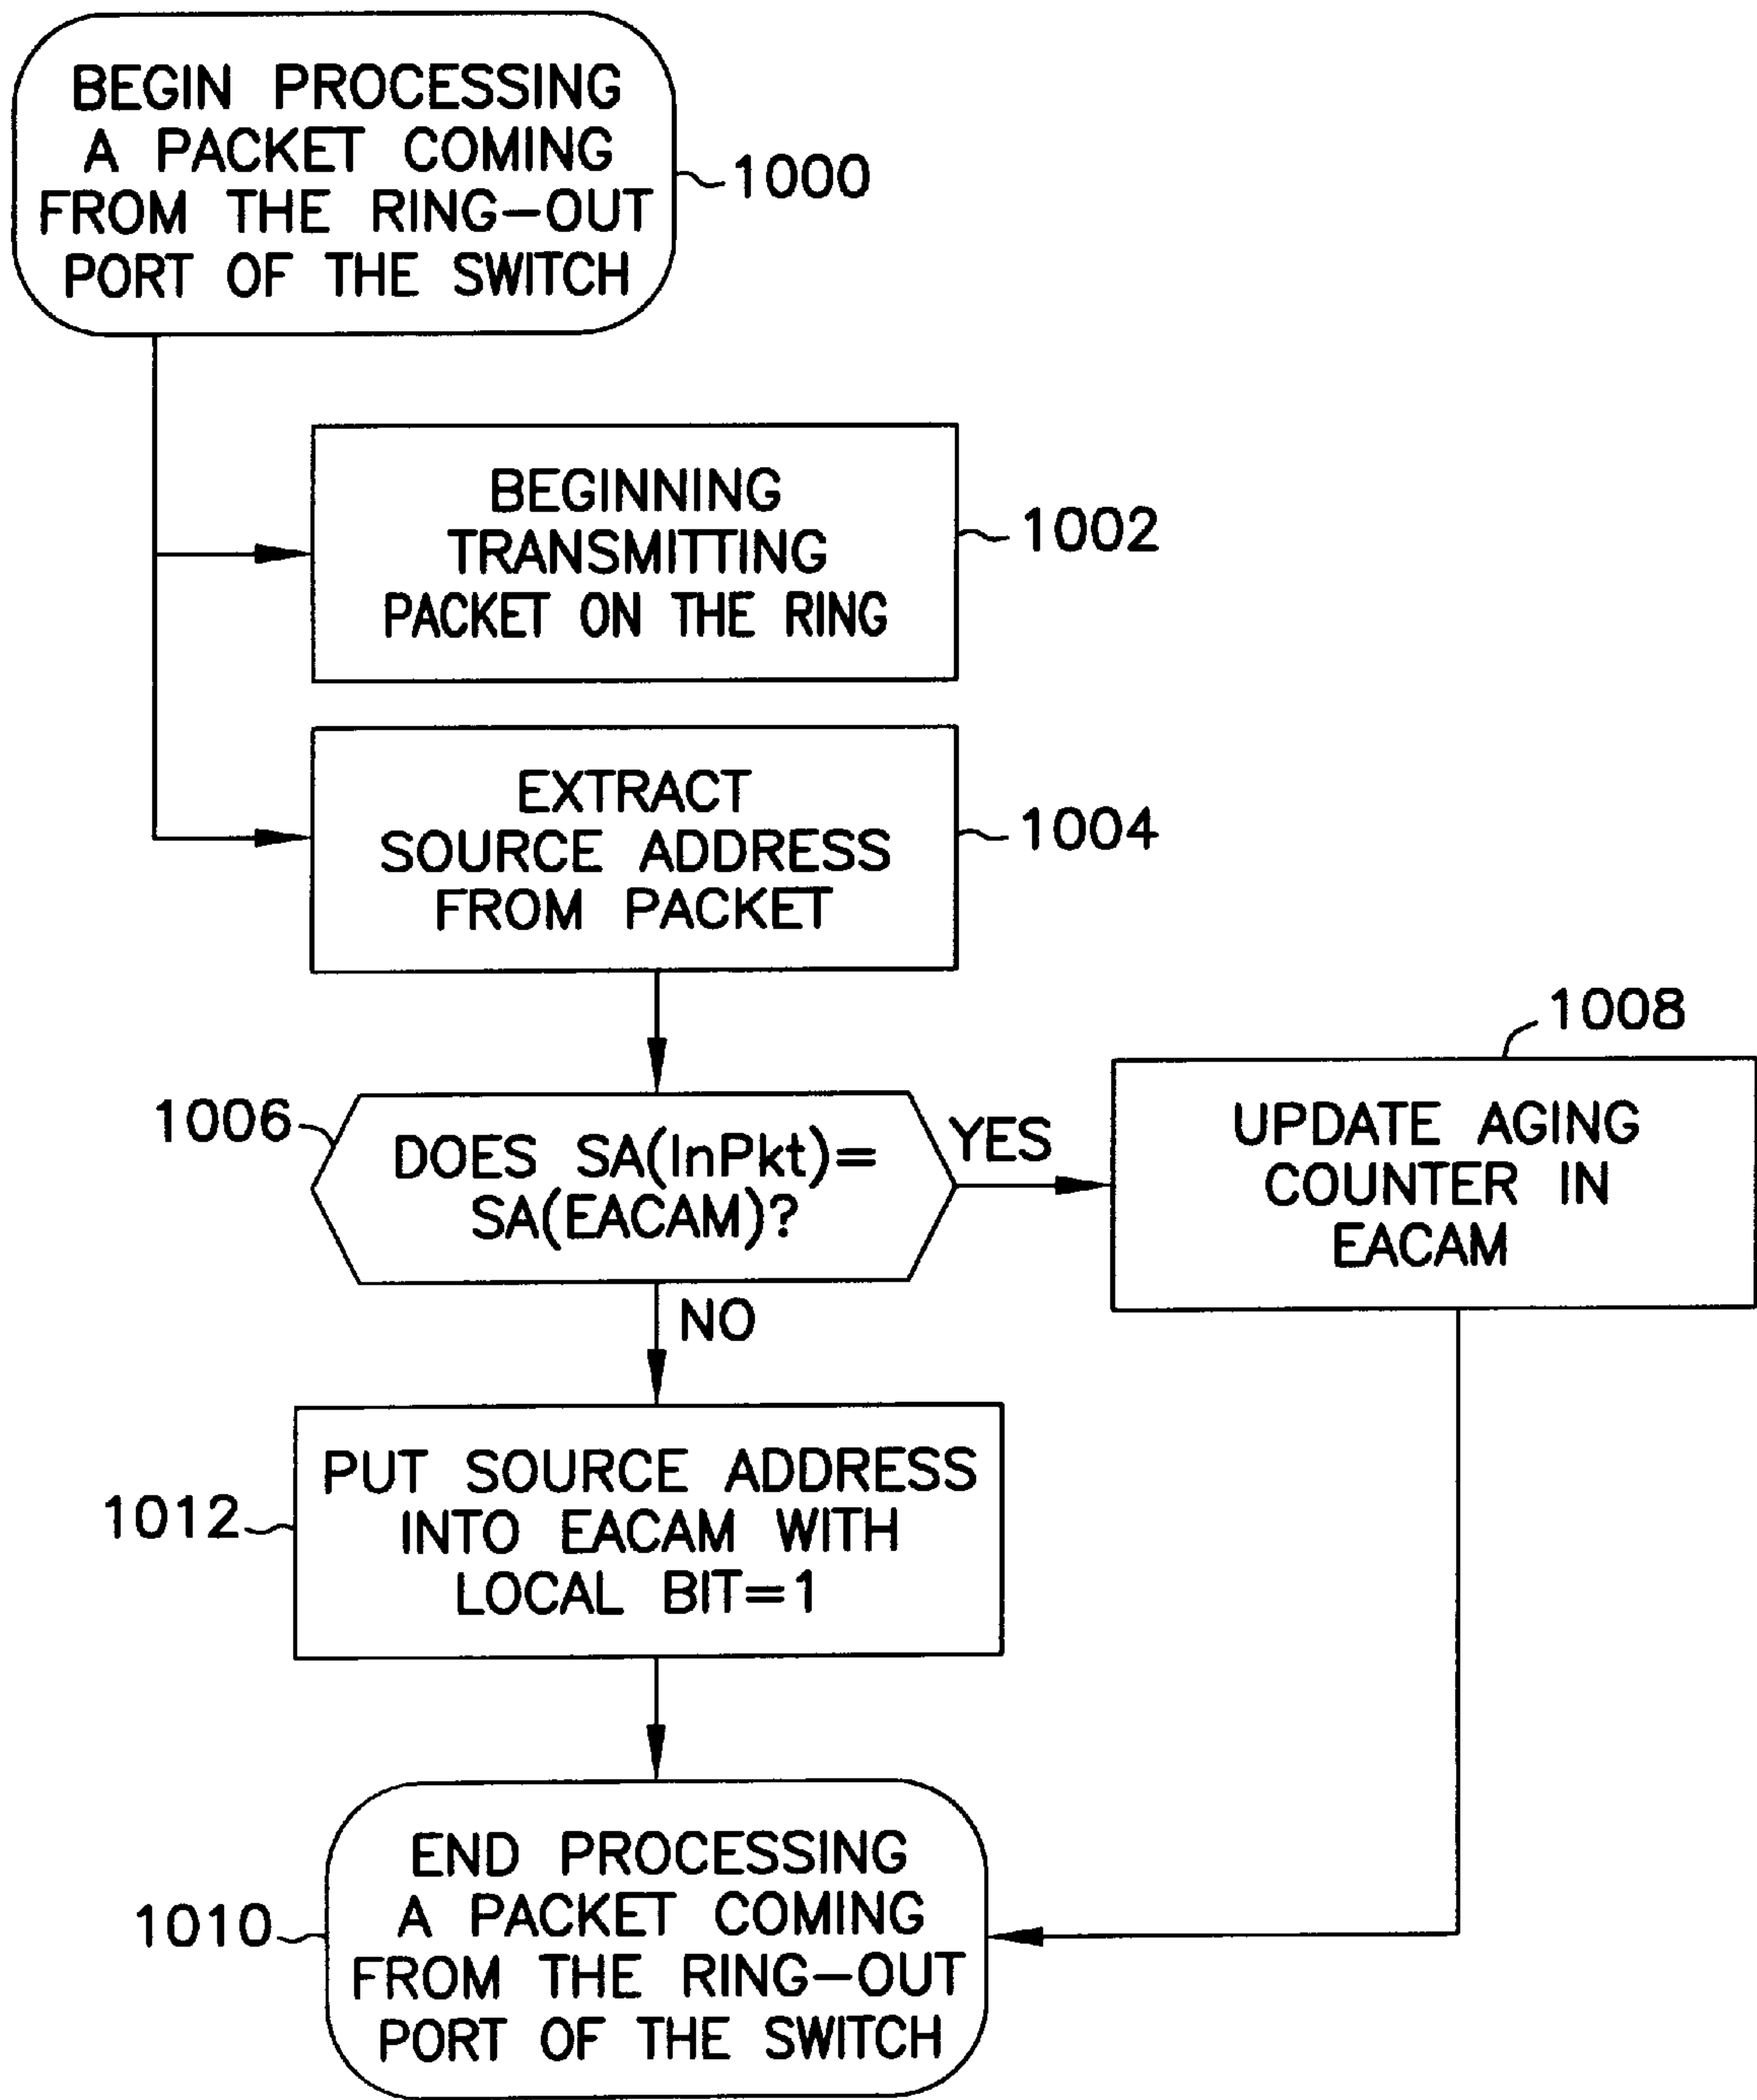 BEGIN PROCESSING
A PACKET COMING
FROM THE RING-OUT
PORT OF THE SWITCH
1000
BEGINNING
TRANSMITTING
PACKET ON THE RING
1002
EXTRACT
SOURCE ADDRESS
FROM PACKET
1004
1006
DOES SA(InPkt)=
SA(EACAM)?
YES
NO
1008
UPDATE AGING
COUNTER IN
EACAM
1012
PUT SOURCE ADDRESS
INTO EACAM WITH
LOCAL BIT=1
1010
END PROCESSING
A PACKET COMING
FROM THE RING-OUT
PORT OF THE SWITCH